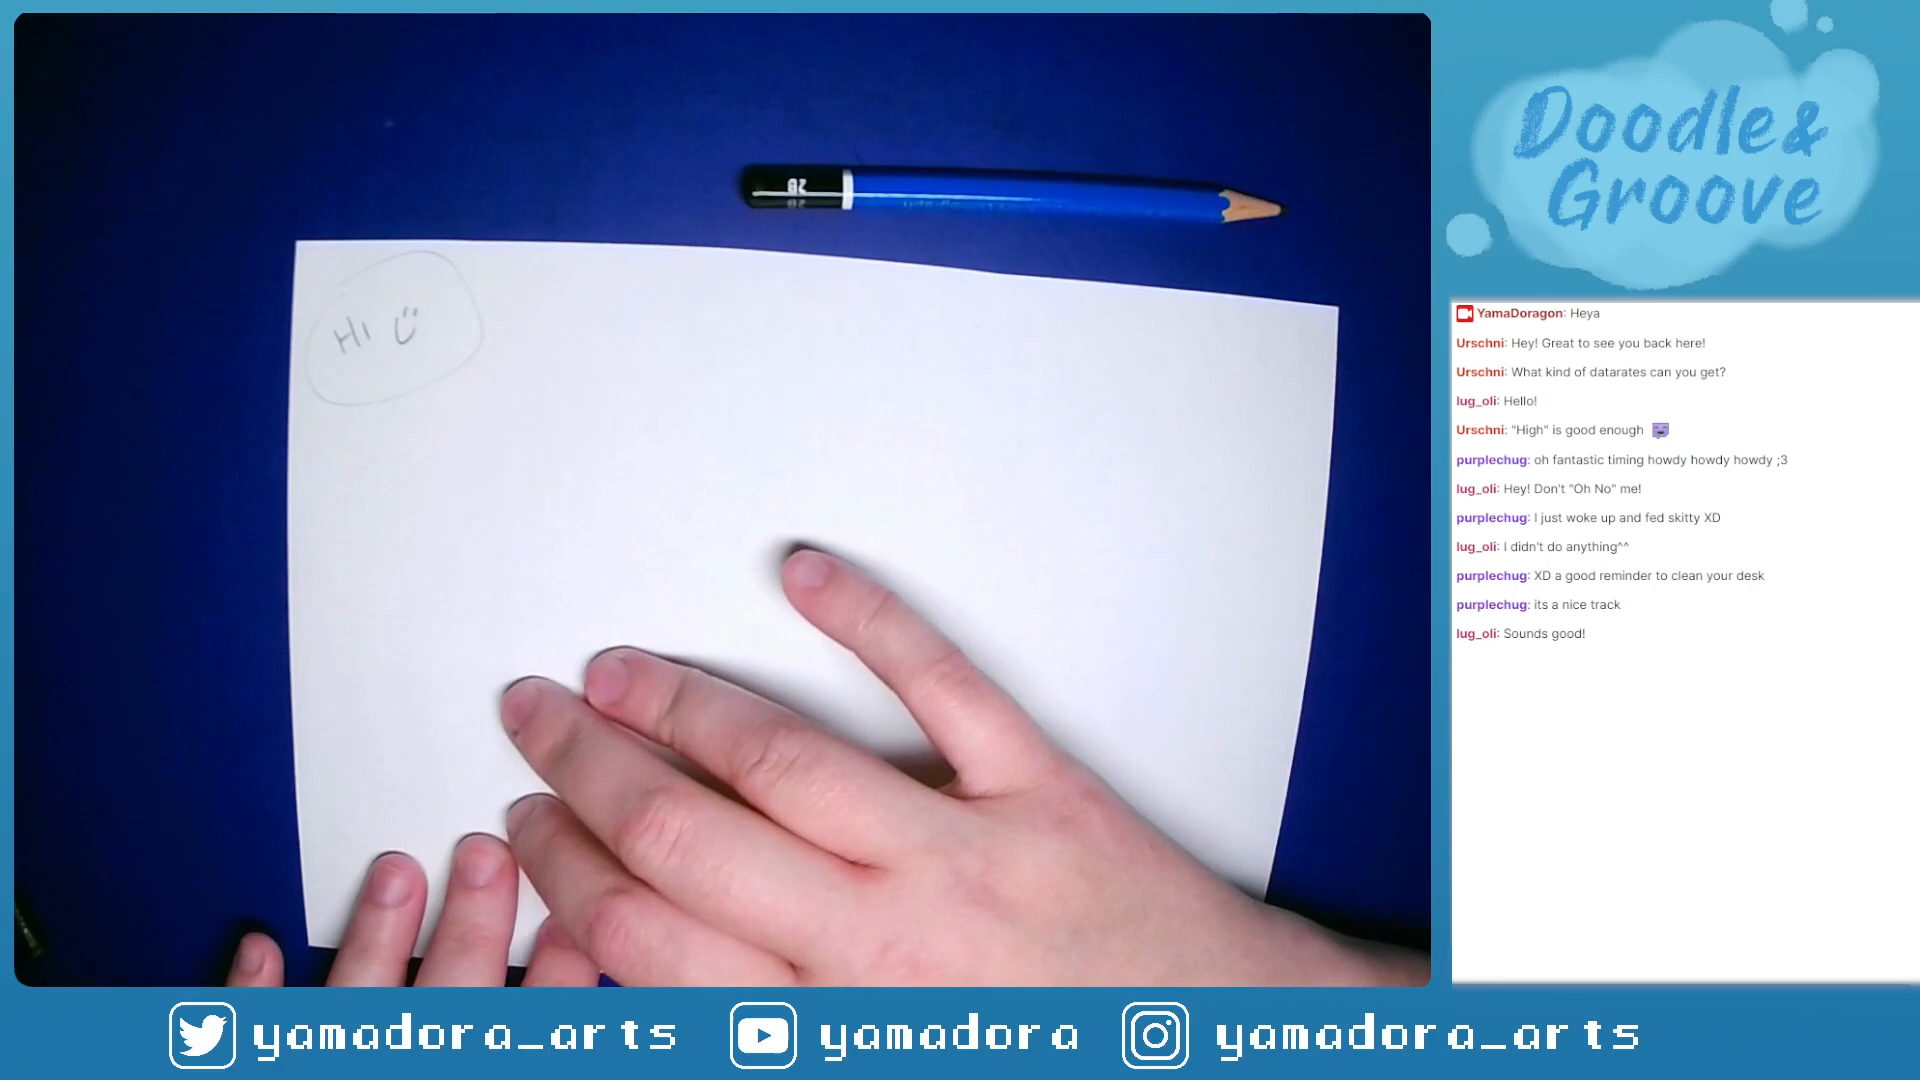 Doodle&
Groove
2B
HI
YamaDoragon: Heya
Urschni: Hey! Great to see you back here!
Urschni: What kind of datarates can you get?
lug_oli: Hello!
Urschni: "High" is good enough
purplechug: oh fantastic timing howdy howdy howdy ;3
lug_oli: Hey! Don't "Oh No" me!
purplechug: I just woke up and fed skitty XD
lug_oli: I didn't do anything^^
purplechug: XD a good reminder to clean your desk
purplechug: its a nice track
lug_oli: Sounds good!
yamadora_arts yamadora yamadora_arts